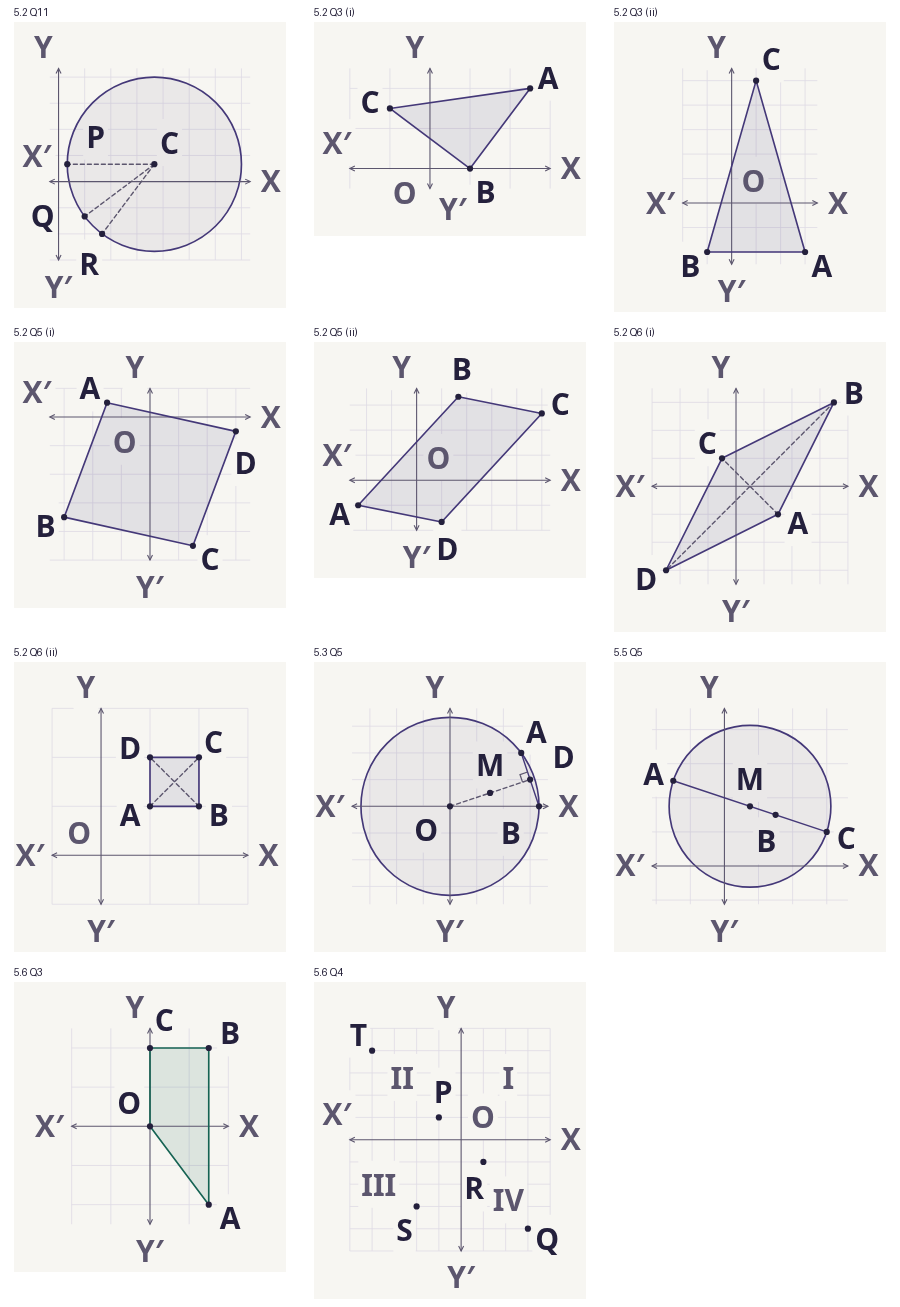 5.2 Q11
Y
P
C
X′
X
Q
R
Y′
5.2 Q3 (i)
Y
A
C
X′
X
O
B
Y′
5.2 Q3 (ii)
Y
C
O
X′
X
B
A
Y′
5.2 Q5 (i)
Y
X′
A
X
O
D
B
C
Y′
5.2 Q5 (ii)
Y
B
C
X′
O
X
A
Y′
D
5.2 Q6 (i)
Y
B
C
X′
X
A
D
Y′
5.2 Q6 (ii)
Y
D
C
A
B
O
X′
X
Y′
5.3 Q5
Y
A
D
M
X′
X
O
B
Y′
5.5 Q5
Y
A
M
B
C
X′
X
Y′
5.6 Q3
Y
C
B
O
X′
X
A
Y′
5.6 Q4
Y
T
II
I
P
X′
O
X
III
R
IV
S
Q
Y′